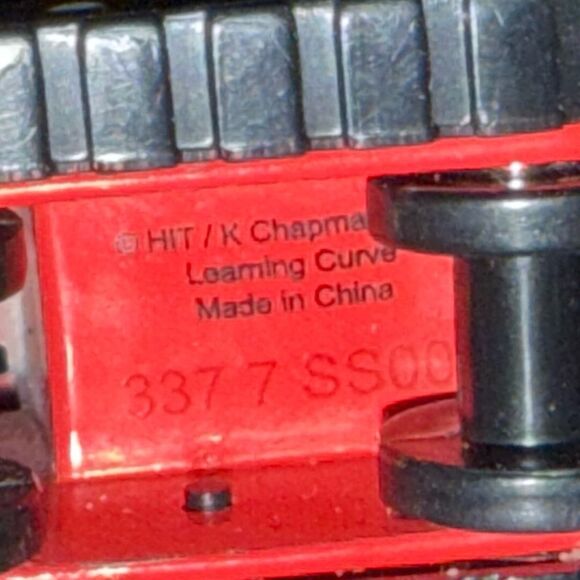 © HIT / K Chapma
Learning Curve
Made in China
337 7 SS00